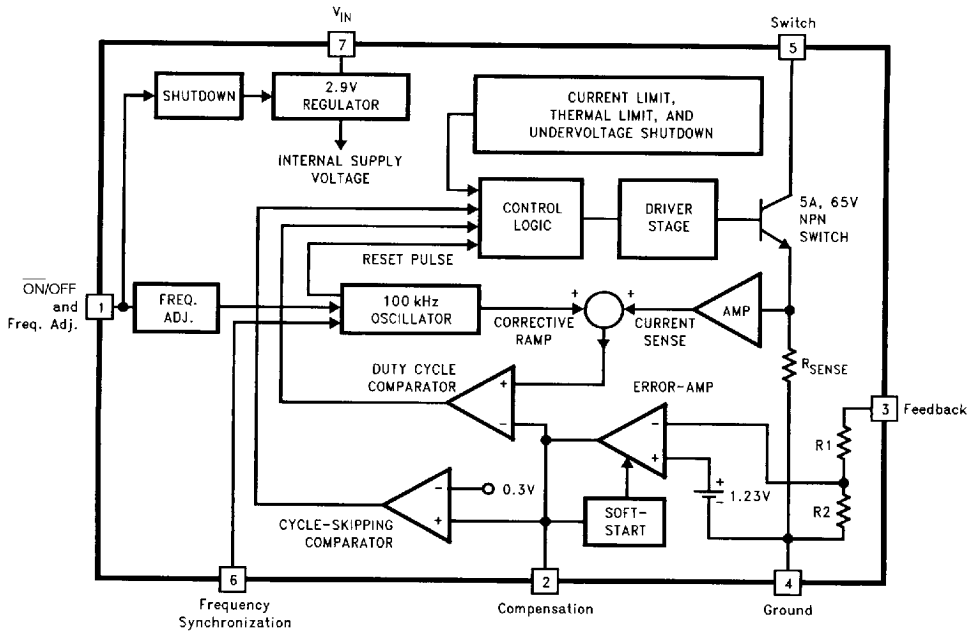 V_IN
Switch
7
5
SHUTDOWN
2.9V
REGULATOR
CURRENT LIMIT,
THERMAL LIMIT, AND
UNDERVOLTAGE SHUTDOWN
INTERNAL SUPPLY
VOLTAGE
CONTROL
LOGIC
DRIVER
STAGE
5A, 65V
NPN
SWITCH
RESET PULSE
ON/OFF
and
Freq. Adj.
1
FREQ.
ADJ.
100 kHz
OSCILLATOR
+
+
CORRECTIVE
RAMP
CURRENT
SENSE
AMP
R_SENSE
DUTY CYCLE
COMPARATOR
+
-
ERROR-AMP
-
+
3
Feedback
R1
+
-
1.23V
R2
-
0.3V
+
CYCLE-SKIPPING
COMPARATOR
SOFT-
START
6
2
4
Frequency
Synchronization
Compensation
Ground